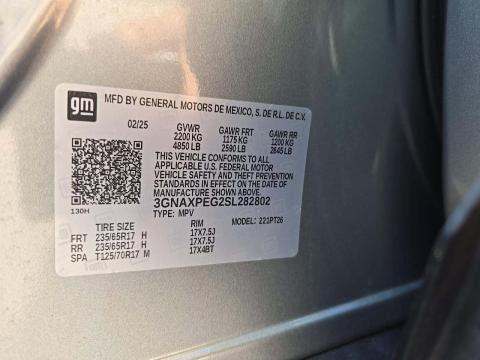 gm
MFD BY GENERAL MOTORS DE MEXICO, S. DE R.L. DE C.V.
02/25 GVWR GAWR FRT GAWR RR
2200 KG 1175 KG 1200 KG
4850 LB 2590 LB 2645 LB
THIS VEHICLE CONFORMS TO ALL
APPLICABLE U.S. FEDERAL MOTOR
VEHICLE SAFETY AND THEFT PREVENTION
STANDARDS IN EFFECT ON THE DATE OF
MANUFACTURE SHOWN ABOVE.
3GNAXPEG2SL282802
130H TYPE: MPV MODEL: 221PT26
TIRE SIZE RIM
FRT 235/65R17 H 17X7.5J
RR 235/65R17 H 17X7.5J
SPA T125/70R17 M 17X4BT